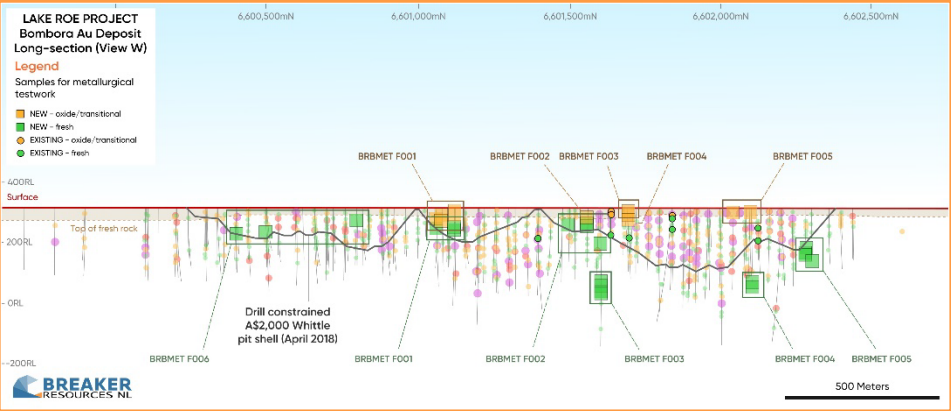 LAKE ROE PROJECT
Bombora Au Deposit
Long-section (View W)
Legend
Samples for metallurgical
testwork
NEW - oxide/transitional
NEW - fresh
EXISTING - oxide/transitional
EXISTING - fresh
6,600,500mN 6,601,000mN 6,601,500mN 6,602,000mN 6,602,500mN
BRBMET F001 BRBMET F002 BRBMET F003 BRBMET F004 BRBMET F005
400RL
Surface
Top of fresh rock
200RL
0RL
Drill constrained
A$2,000 Whittle
pit shell (April 2018)
BRBMET F006 BRBMET F001 BRBMET F002 BRBMET F003 BRBMET F004 BRBMET F005
-200RL
BREAKER
RESOURCES NL
500 Meters